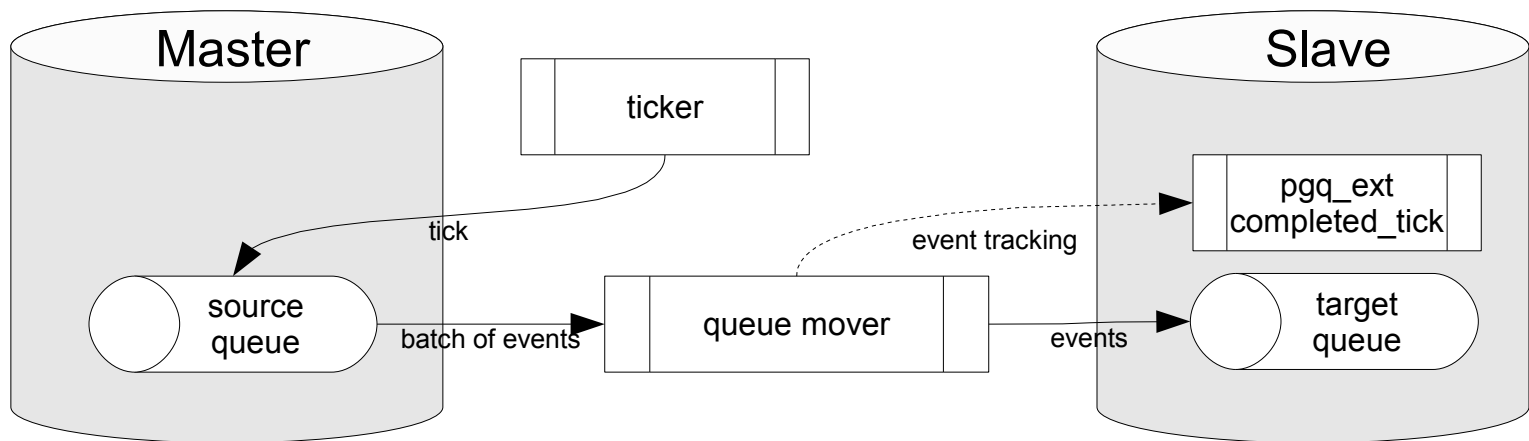 Master
Slave
ticker
pgq_ext
completed_tick
tick
event tracking
source
queue
batch of events
queue mover
events
target
queue